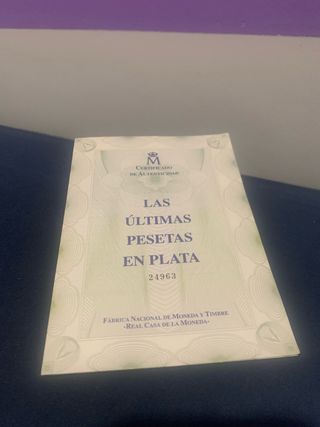 M
CERTIFICADO
DE AUTENTICIDAD
LAS
ÚLTIMAS
PESETAS
EN PLATA
24963
FÁBRICA NACIONAL DE MONEDA Y TIMBRE
-REAL CASA DE LA MONEDA-